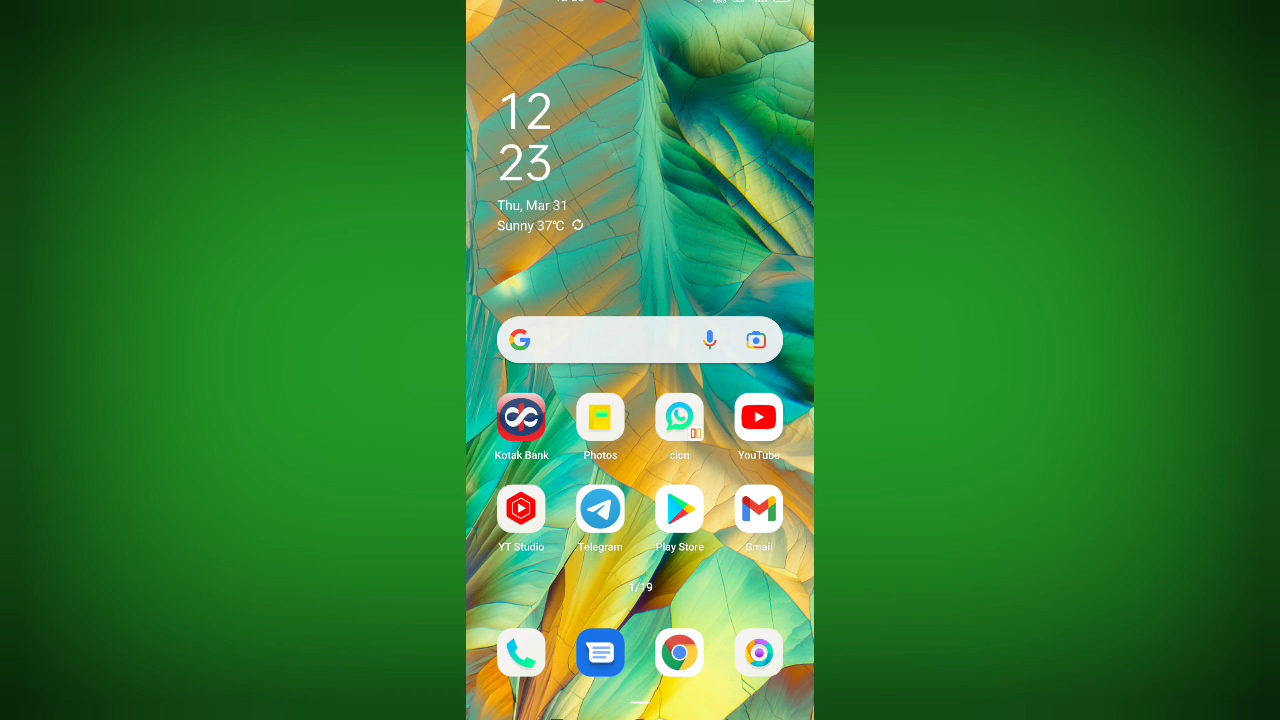 12
23
Thu, Mar 31
Sunny 37℃
Kotak Bank
Photos
clon
YouTube
YT Studio
Telegram
Play Store
Gmail
1/19